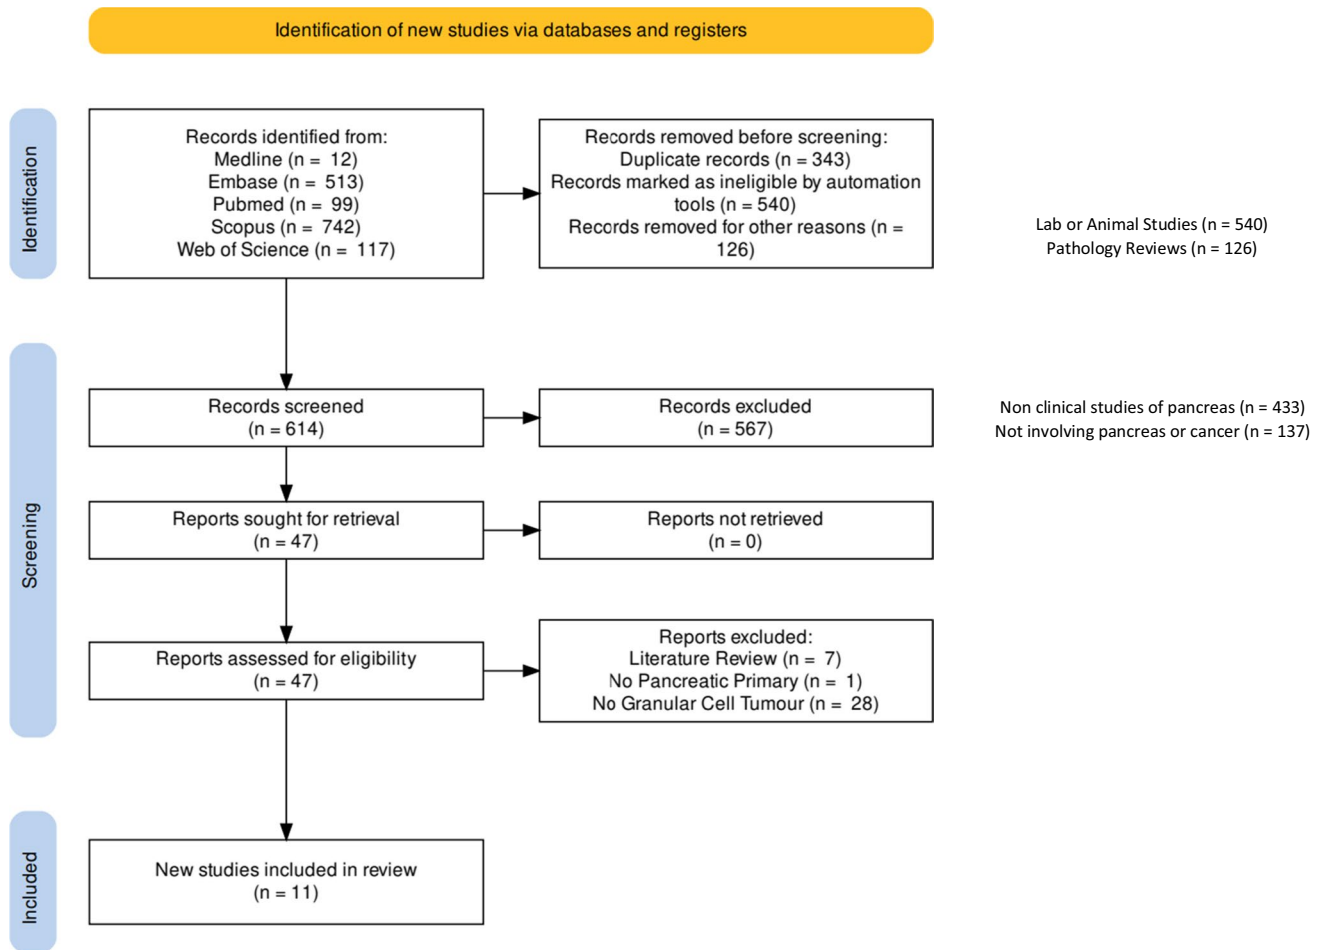 Identification of new studies via databases and registers
Identification
Records identified from:
Medline (n = 12)
Embase (n = 513)
Pubmed (n = 99)
Scopus (n = 742)
Web of Science (n = 117)
Records removed before screening:
Duplicate records (n = 343)
Records marked as ineligible by automation
tools (n = 540)
Records removed for other reasons (n =
126)
Lab or Animal Studies (n = 540)
Pathology Reviews (n = 126)
Screening
Records screened
(n = 614)
Records excluded
(n = 567)
Non clinical studies of pancreas (n = 433)
Not involving pancreas or cancer (n = 137)
Reports sought for retrieval
(n = 47)
Reports not retrieved
(n = 0)
Reports assessed for eligibility
(n = 47)
Reports excluded:
Literature Review (n = 7)
No Pancreatic Primary (n = 1)
No Granular Cell Tumour (n = 28)
Included
New studies included in review
(n = 11)